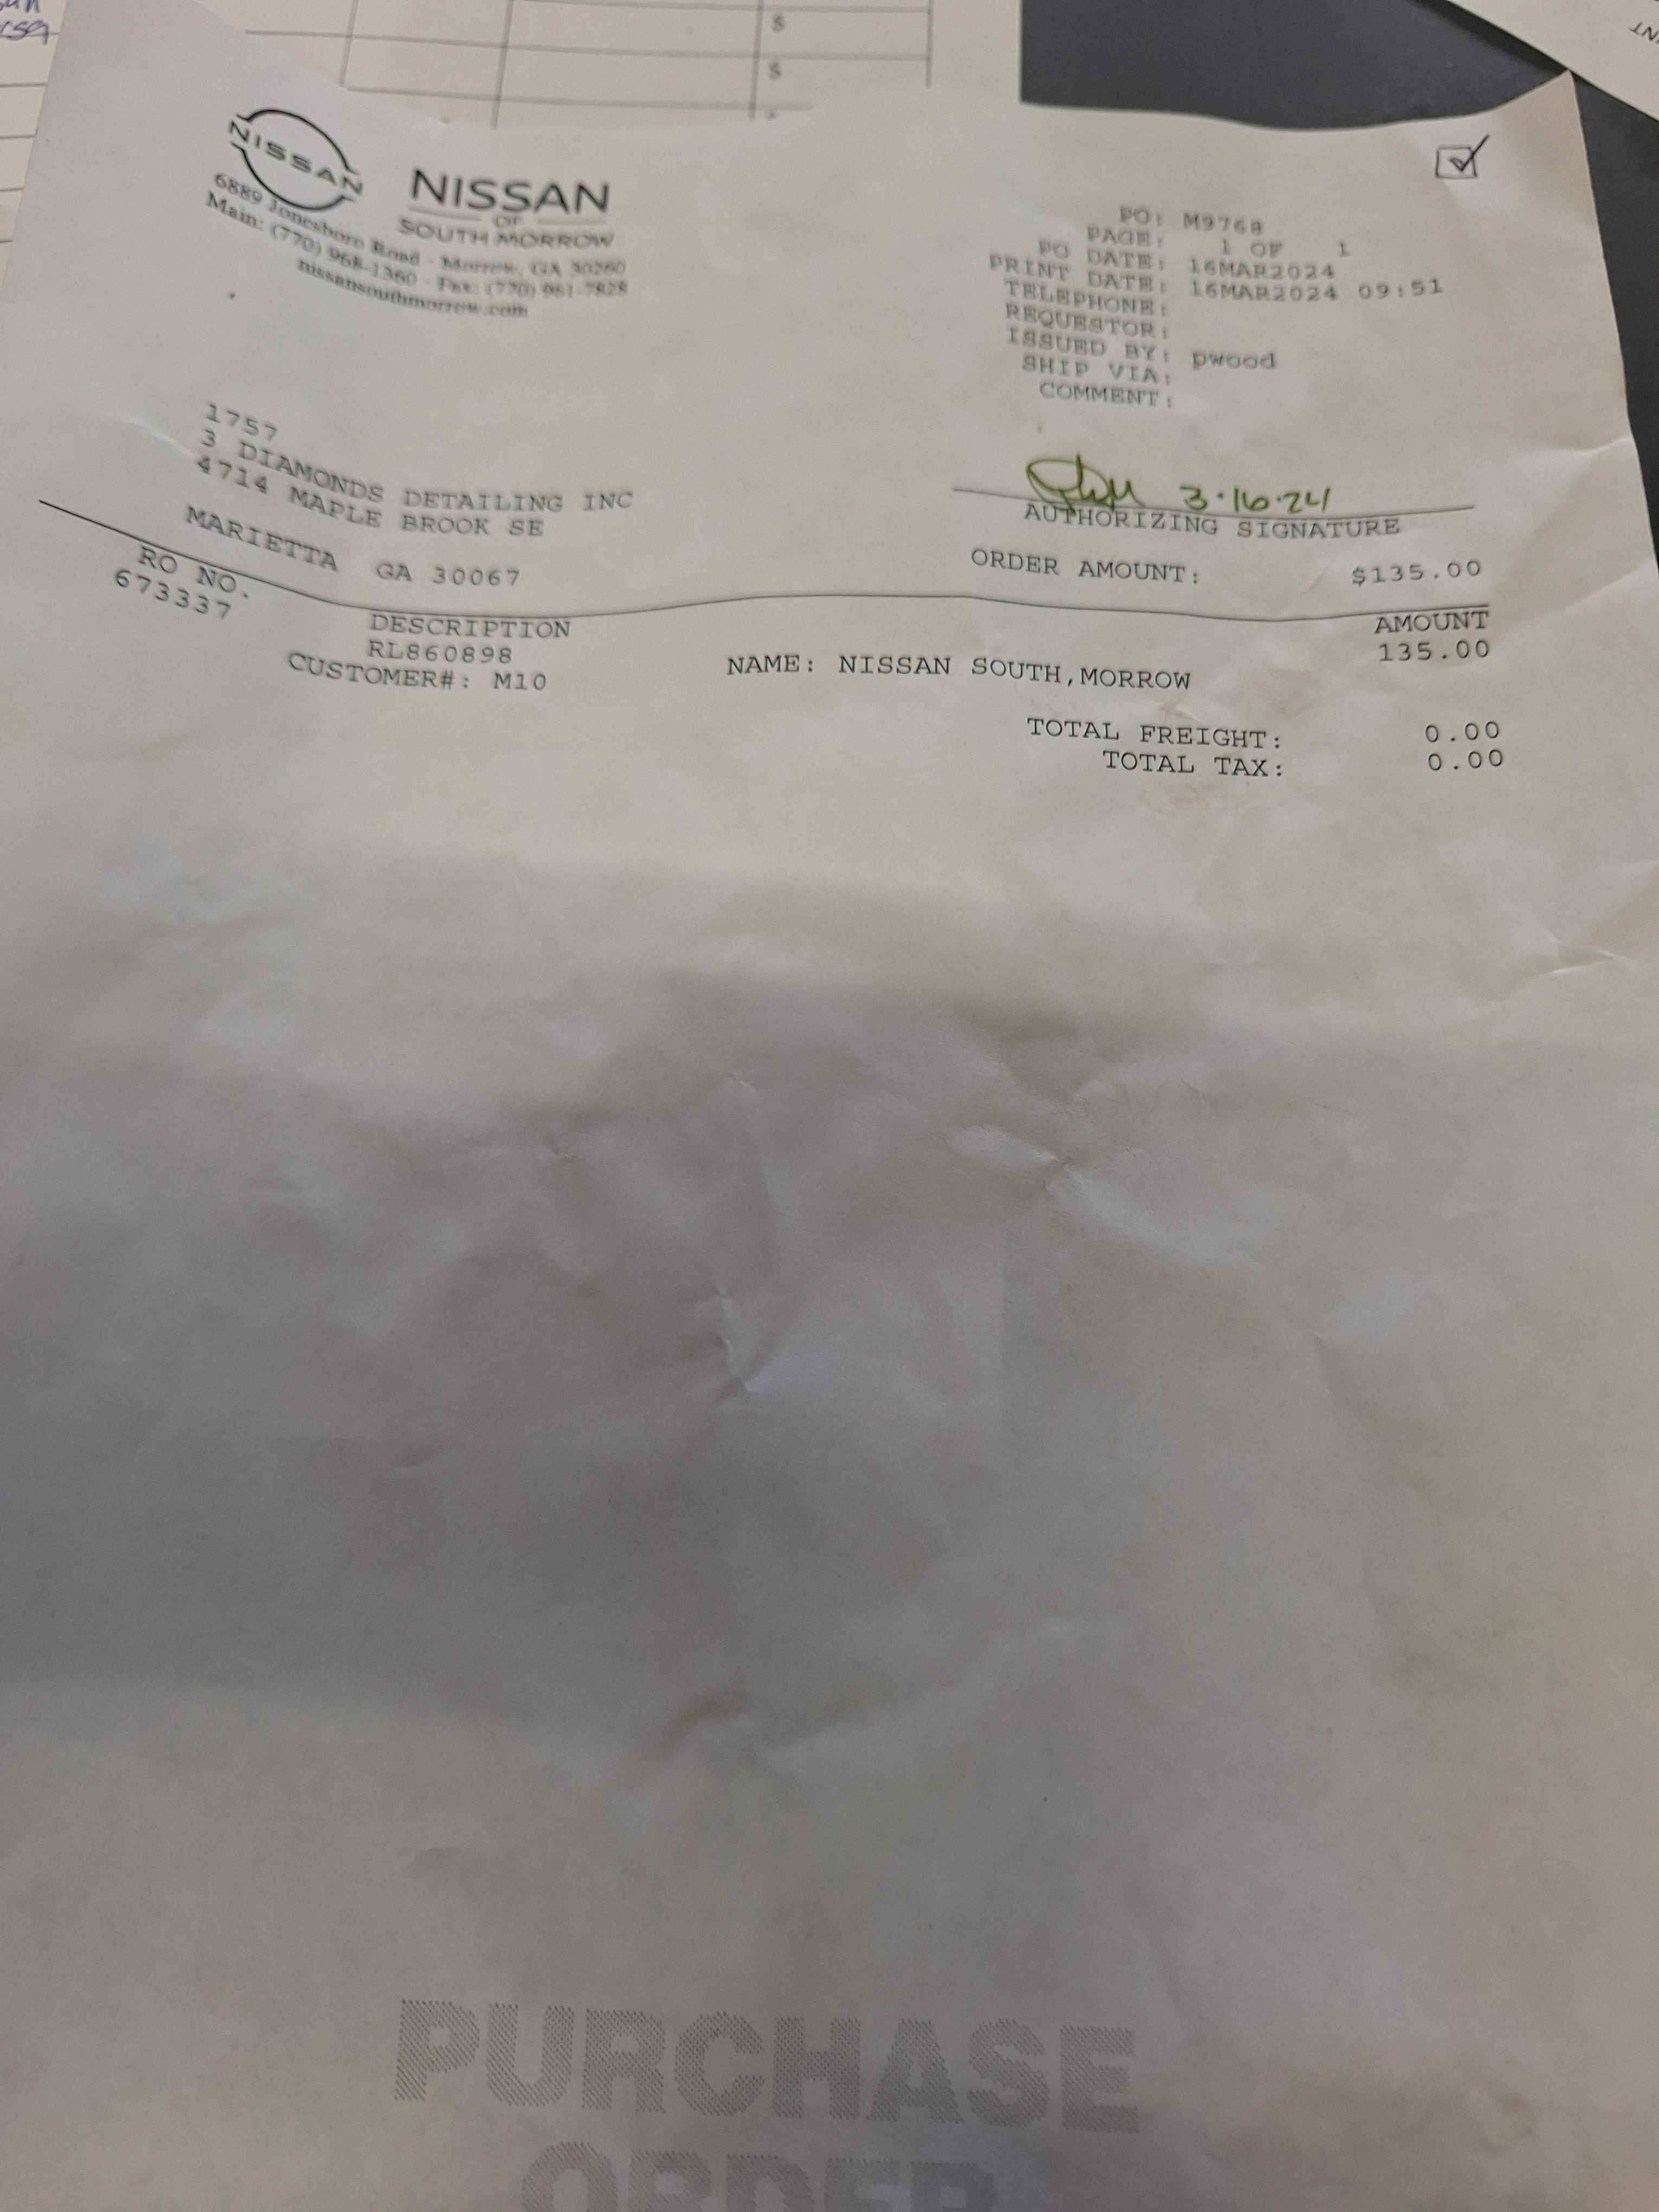 $
$
NISSAN
NISSAN
OF
SOUTH MORROW
6889 Jonesboro Road · Morrow, GA 30260
Main: (770) 968-1360 · Fax: (770) 961-7828
nissansouthmorrow.com
PO: M9768
PAGE: 1 OF 1
PO DATE: 16MAR2024
PRINT DATE: 16MAR2024 09:51
TELEPHONE:
REQUESTOR:
ISSUED BY: pwood
SHIP VIA:
COMMENT:
1757
3 DIAMONDS DETAILING INC
4714 MAPLE BROOK SE
MARIETTA GA 30067
3·16·24
AUTHORIZING SIGNATURE
ORDER AMOUNT: $135.00
RO NO. DESCRIPTION AMOUNT
673337 RL860898 135.00
CUSTOMER#: M10 NAME: NISSAN SOUTH,MORROW
TOTAL FREIGHT: 0.00
TOTAL TAX: 0.00
PURCHASE
ORDER